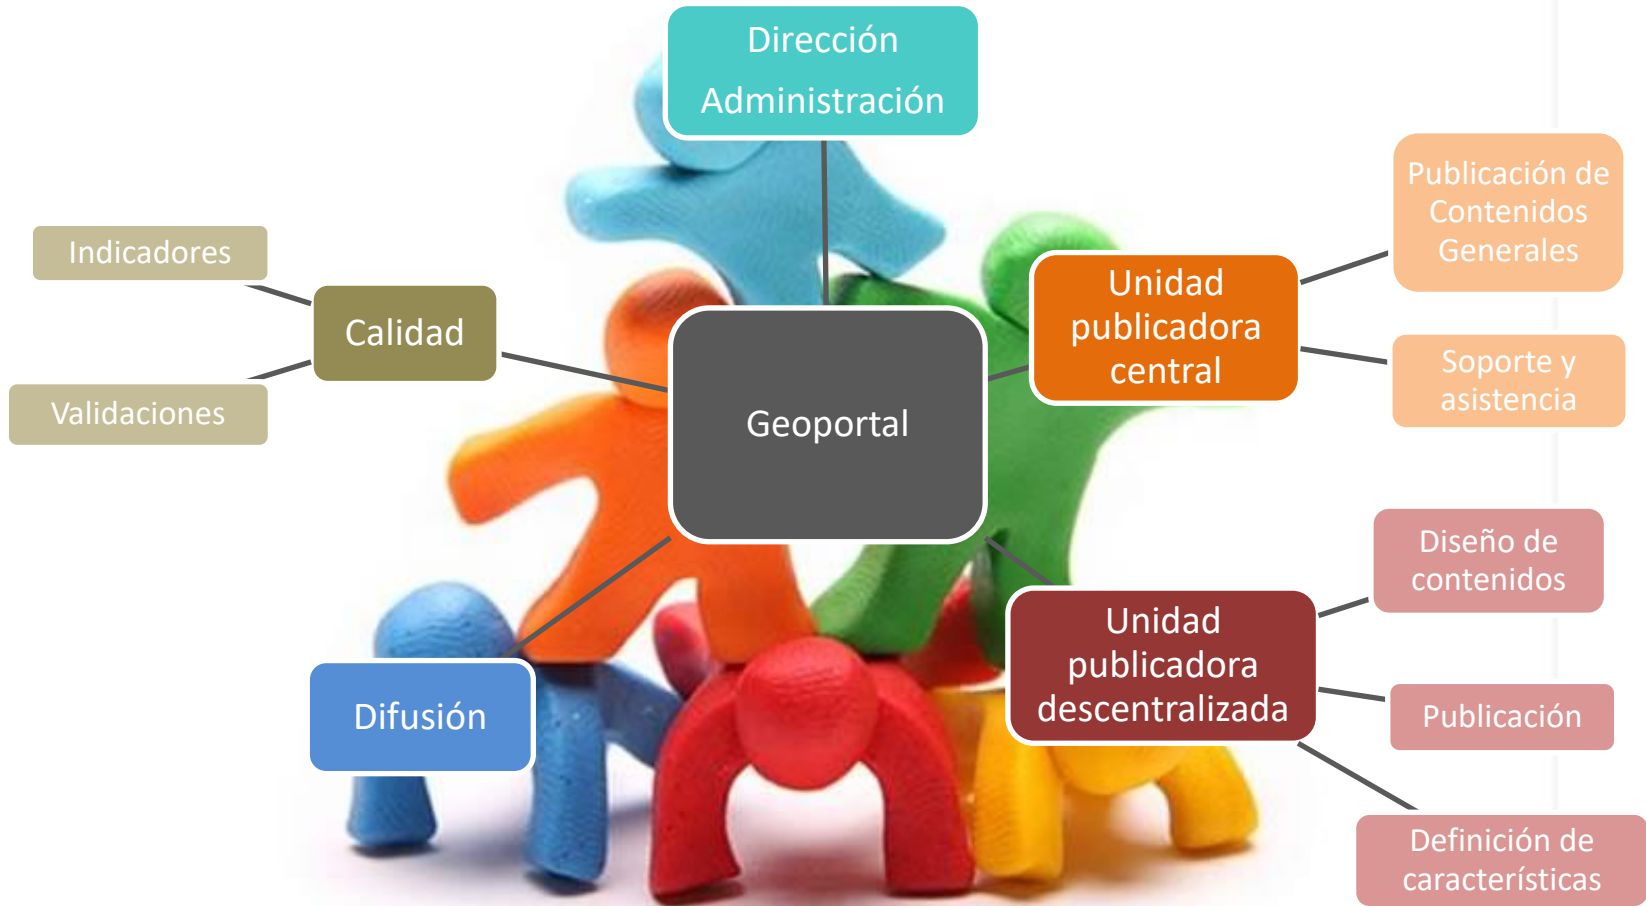 Dirección
Administración
Publicación de
Contenidos
Generales
Indicadores
Unidad
publicadora
central
Calidad
Soporte y
asistencia
Validaciones
Geoportal
Diseño de
contenidos
Unidad
publicadora
descentralizada
Difusión
Publicación
Definición de
características